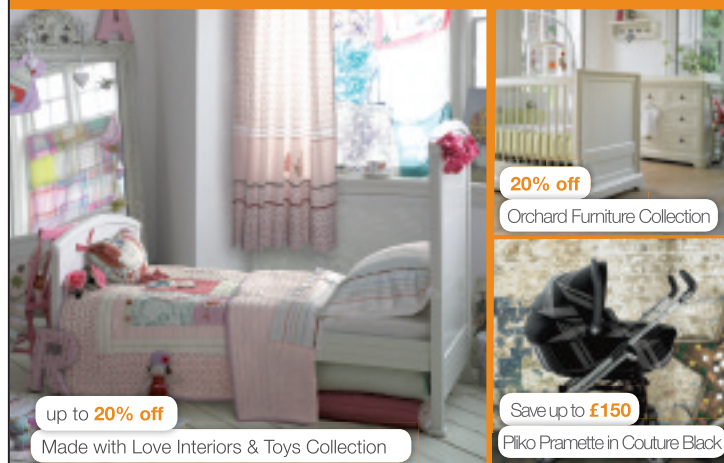 up to 20% off
Made with Love Interiors & Toys Collection
20% off
Orchard Furniture Collection
Save up to £150
Pliko Pramette in Couture Black